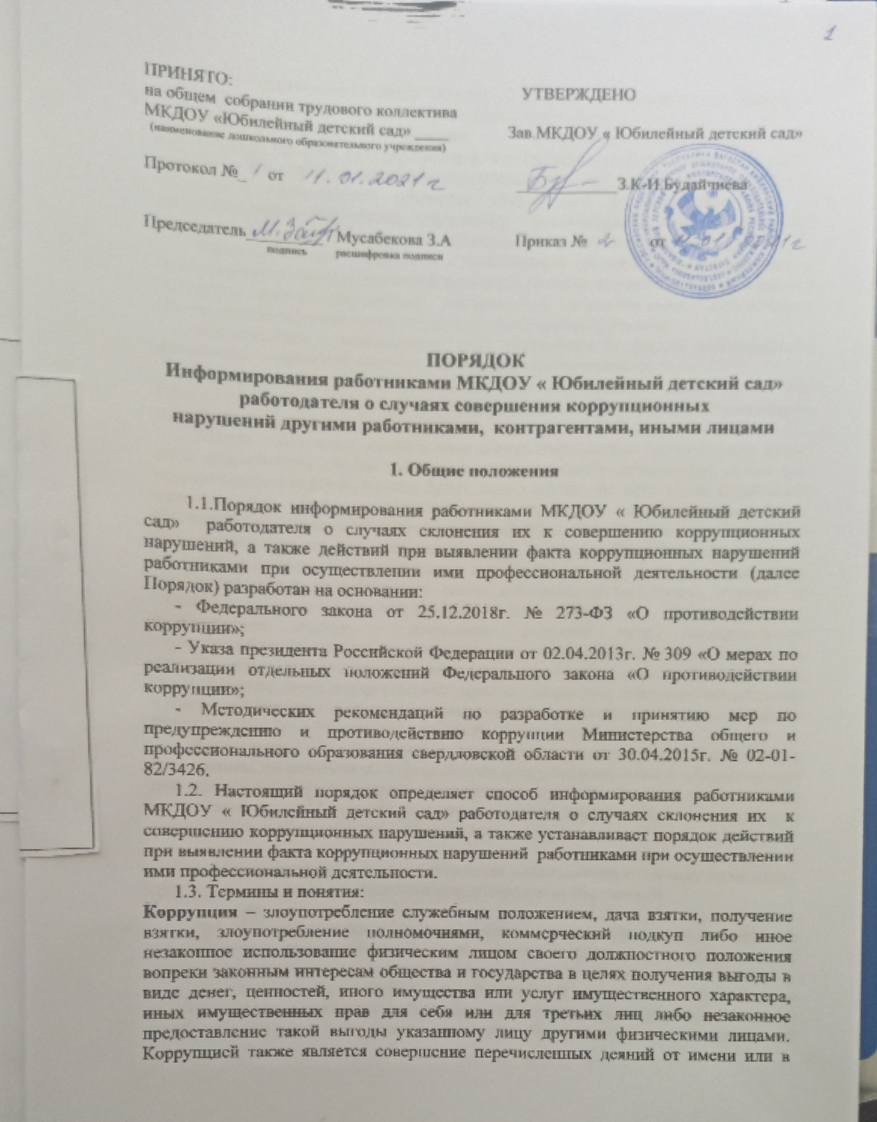 1
ПРИНЯТО:
на общем собрании трудового коллектива
МКДОУ «Юбилейный детский сад» ____
(наименование дошкольного образовательного учреждения)
Протокол №_1 от 11.01.2021г
Председатель М.Заир Мусабекова З.А
подпись расшифровка подписи
УТВЕРЖДЕНО
Зав.МКДОУ « Юбилейный детский сад»
З.К-И.Будайчиева
Приказ № 2 от 11.01.2021г
ПОРЯДОК
Информирования работниками МКДОУ « Юбилейный детский сад»
работодателя о случаях совершения коррупционных
нарушений другими работниками, контрагентами, иными лицами
1. Общие положения
1.1.Порядок информирования работниками МКДОУ « Юбилейный детский
сад» работодателя о случаях склонения их к совершению коррупционных
нарушений, а также действий при выявлении факта коррупционных нарушений
работниками при осуществлении ими профессиональной деятельности (далее
Порядок) разработан на основании:
- Федерального закона от 25.12.2018г. № 273-ФЗ «О противодействии
коррупции»;
- Указа президента Российской Федерации от 02.04.2013г. № 309 «О мерах по
реализации отдельных положений Федерального закона «О противодействии
коррупции»;
- Методических рекомендаций по разработке и принятию мер по
предупреждению и противодействию коррупции Министерства общего и
профессионального образования свердловской области от 30.04.2015г. № 02-01-
82/3426.
1.2. Настоящий порядок определяет способ информирования работниками
МКДОУ « Юбилейный детский сад» работодателя о случаях склонения их к
совершению коррупционных нарушений, а также устанавливает порядок действий
при выявлении факта коррупционных нарушений работниками при осуществлении
ими профессиональной деятельности.
1.3. Термины и понятия:
Коррупция – злоупотребление служебным положением, дача взятки, получение
взятки, злоупотребление полномочиями, коммерческий подкуп либо иное
незаконное использование физическим лицом своего должностного положения
вопреки законным интересам общества и государства в целях получения выгоды в
виде денег, ценностей, иного имущества или услуг имущественного характера,
иных имущественных прав для себя или для третьих лиц либо незаконное
предоставление такой выгоды указанному лицу другими физическими лицами.
Коррупцией также является совершение перечисленных деяний от имени или в